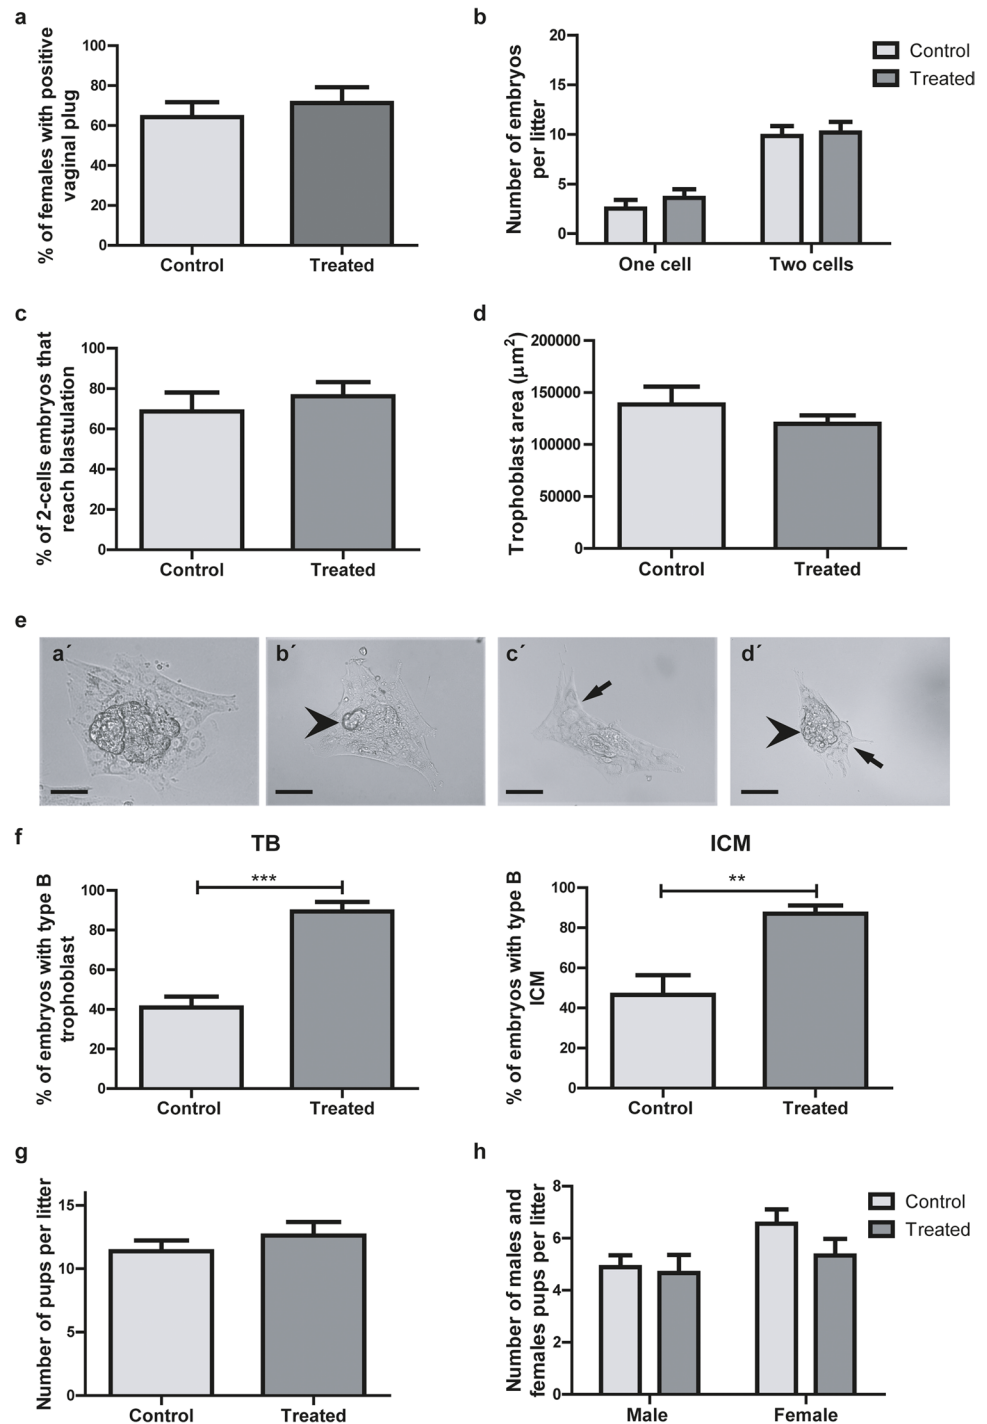 a
% of females with positive
vaginal plug
100
80
60
40
20
0
Control
Treated
b
Number of embryos
per litter
20
15
10
5
0
One cell
Two cells
Control
Treated
c
% of 2-cells embryos that
reach blastulation
100
80
60
40
20
0
Control
Treated
d
Trophoblast area (µm²)
200000
150000
100000
50000
0
Control
Treated
e
a´
b´
c´
d´
f
TB
% of embryos with type B
trophoblast
100
80
60
40
20
0
***
Control
Treated
ICM
% of embryos with type B
ICM
100
80
60
40
20
0
**
Control
Treated
g
Number of pups per litter
15
10
5
0
Control
Treated
h
Number of males and
females pups per litter
8
6
4
2
0
Male
Female
Control
Treated